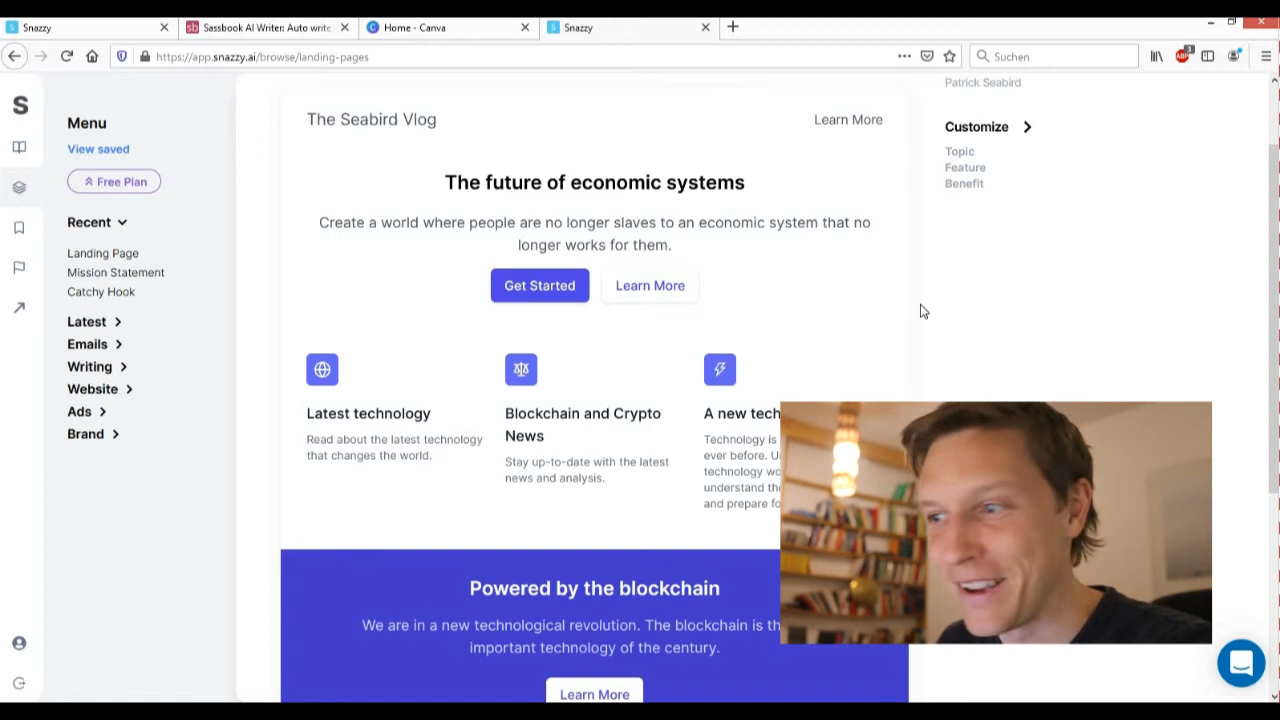 Snazzy
Sassbook AI Writer: Auto write
Home - Canva
Snazzy
https://app.snazzy.ai/browse/landing-pages
Suchen
3
ABP
S
Menu
View saved
Free Plan
Recent
Landing Page
Mission Statement
Catchy Hook
Latest
Emails
Writing
Website
Ads
Brand
The Seabird Vlog
Learn More
The future of economic systems
Create a world where people are no longer slaves to an economic system that no
longer works for them.
Get Started
Learn More
Latest technology
Read about the latest technology
that changes the world.
Blockchain and Crypto
News
Stay up-to-date with the latest
news and analysis.
A new tech
Technology is
ever before. U
technology wo
understand the
and prepare fo
Powered by the blockchain
We are in a new technological revolution. The blockchain is th
important technology of the century.
Learn More
Patrick Seabird
Customize
Topic
Feature
Benefit